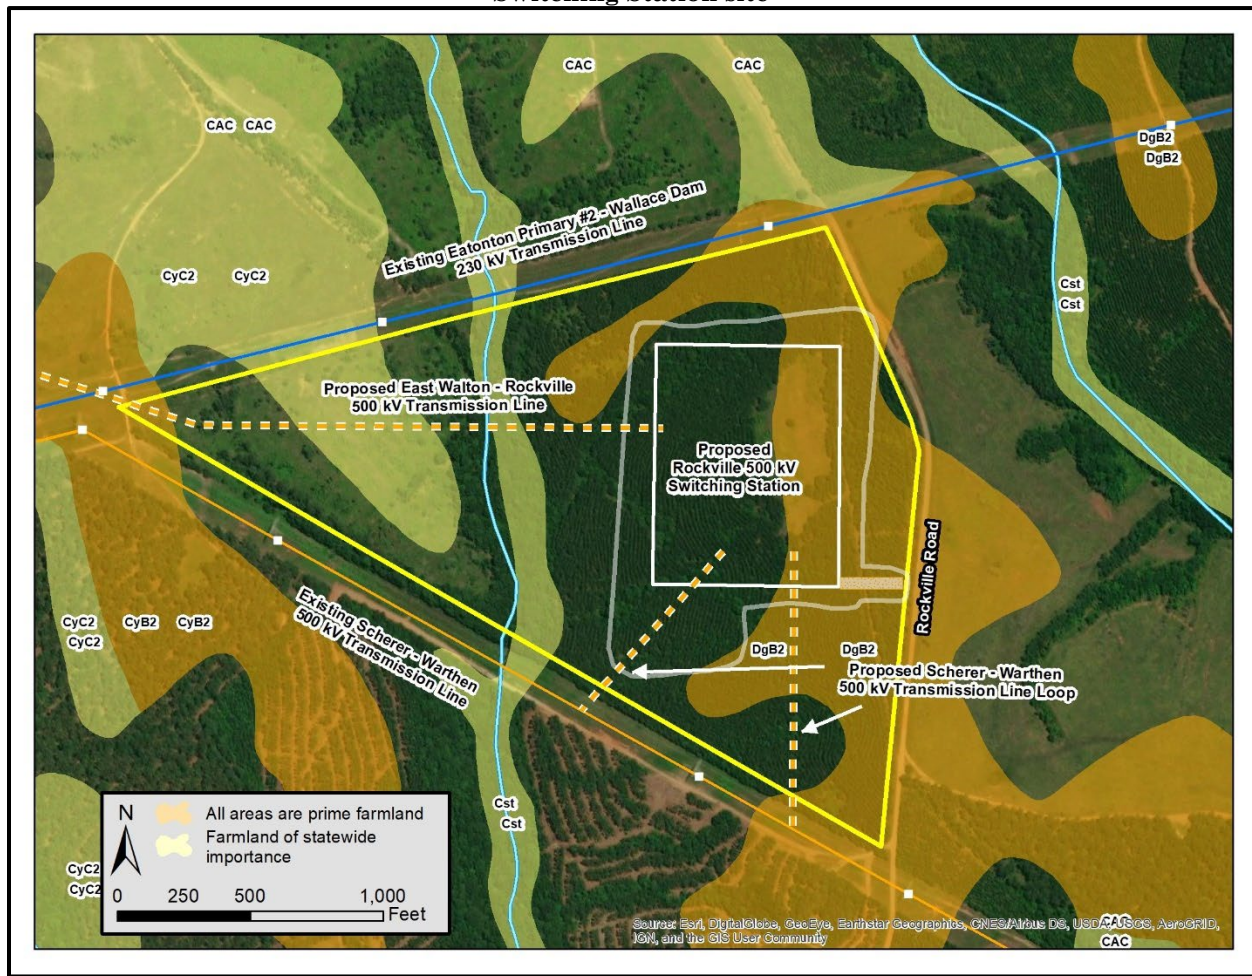 Switching Station site
CAC
CAC
CAC CAC
DgB2
DgB2
Existing Eatonton Primary #2 - Wallace Dam
230 kV Transmission Line
CyC2 CyC2
Cst
Cst
Proposed East Walton - Rockville
500 kV Transmission Line
Proposed
Rockville 500 kV
Switching Station
Rockville Road
Existing Scherer - Warthen
500 kV Transmission Line
CyC2
CyC2
CyB2 CyB2
DgB2 DgB2
Proposed Scherer - Warthen
500 kV Transmission Line Loop
Cst
Cst
CyC2
CyC2
N
All areas are prime farmland
Farmland of statewide
importance
0 250 500 1,000
Feet
Source: Esri, DigitalGlobe, GeoEye, Earthstar Geographics, CNES/Airbus DS, USDA, USGS, AeroGRID,
IGN, and the GIS User Community
CAC
CAC